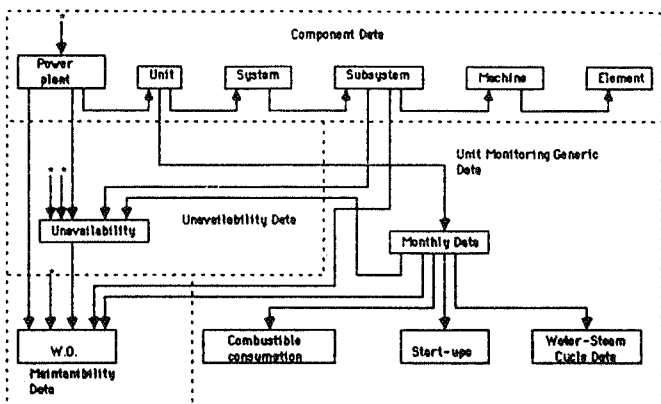 Component Data
Power
plant
Unit
System
Subsystem
Machine
Element
Unit Monitoring Generic
Data
Unavailability Data
Unavailability
Monthly Data
W.O.
Combustible
consumption
Start-ups
Water-Steam
Cycle Data
Maintanibility
Data